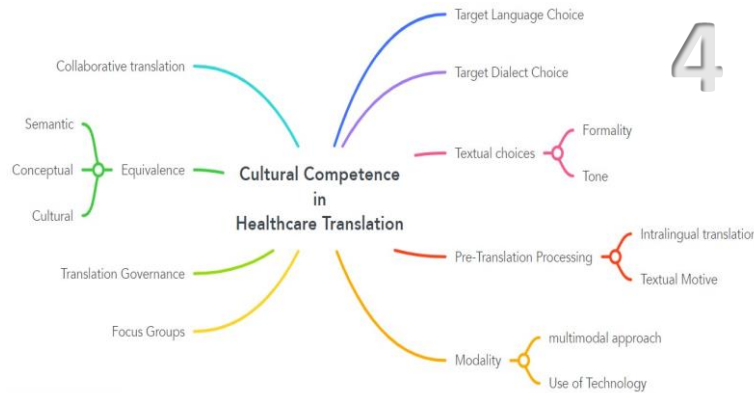 4
Cultural Competence
in
Healthcare Translation
Collaborative translation
Equivalence
Semantic
Conceptual
Cultural
Translation Governance
Focus Groups
Target Language Choice
Target Dialect Choice
Textual choices
Formality
Tone
Pre-Translation Processing
Intralingual translation
Textual Motive
Modality
multimodal approach
Use of Technology